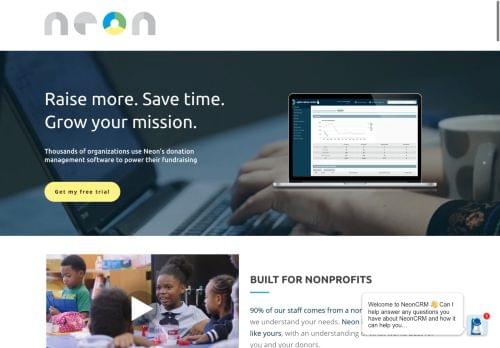 neon
Raise more. Save time.
Grow your mission.
Thousands of organizations use Neon's donation
management software to power their fundraising
Get my free trial
BUILT FOR NONPROFITS
90% of our staff comes from a non
we understand your needs. Neon
like yours, with an understanding of
you and your donors.
Welcome to NeonCRM 👋 Can I
help answer any questions you
have about NeonCRM and how it
can help you...
1